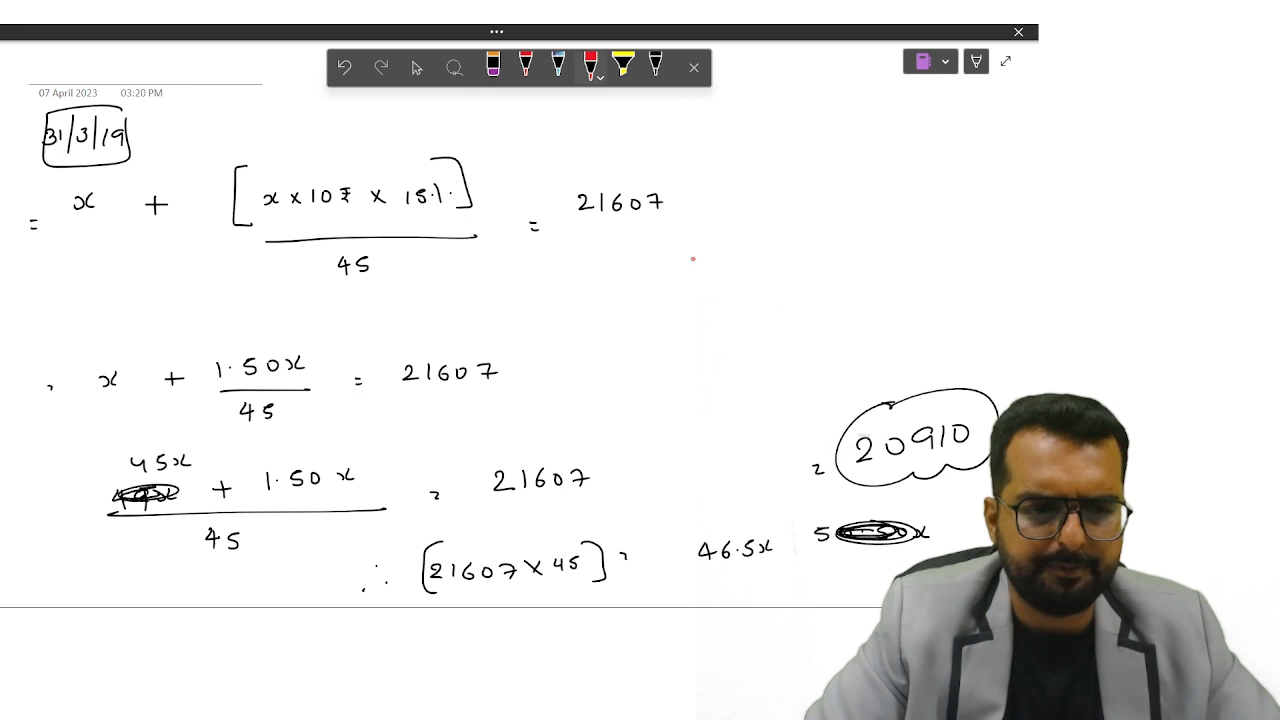 07 April 2023 03:20 PM
31/3/19
= x + [x × 10₹ × 15%] = 21607
45
, x + 1.50x = 21607
45
45x + 1.50x = 21607
45
= 20910
∴ [21607 × 45] = 46.5x
5 x